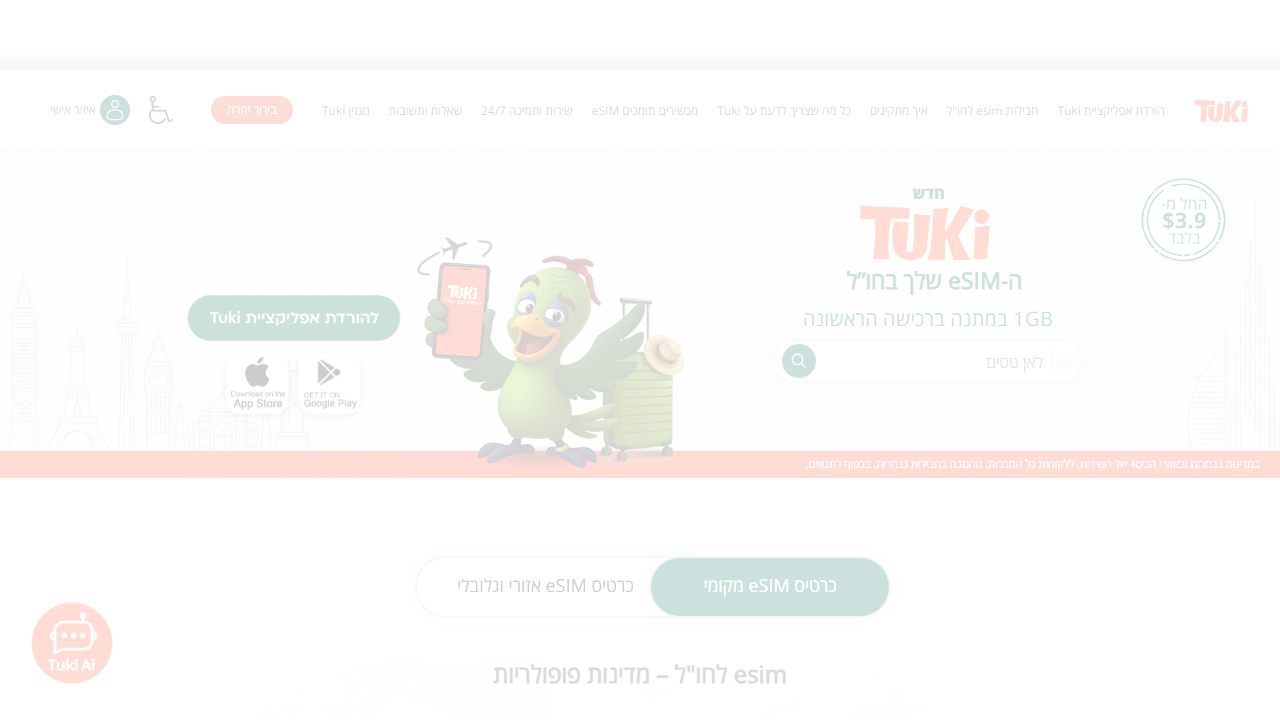 TUKi
הורדת אפליקציית Tuki
חבילות esim לחו"ל
איך מתקינים
כל מה שצריך לדעת על Tuki
מכשירים תומכים eSIM
שירות ותמיכה 24/7
שאלות ותשובות
מגזין Tuki
בירור יתרה
איזור אישי
החל מ-
$3.9
בלבד
חדש
TUKi
ה-eSIM שלך בחו״ל
1GB במתנה ברכישה הראשונה
לאן טסים
TUKi
להורדת אפליקציית Tuki
Download on the
App Store
GET IT ON
Google Play
במדינות נבחרות ובאזורי הכיסוי של השירות. ללקוחות כל החברות. ההטבה בחבילות נבחרות. בכפוף לתנאים.
כרטיס eSIM מקומי
כרטיס eSIM אזורי וגלובלי
Tuki Ai
esim לחו"ל – מדינות פופולריות